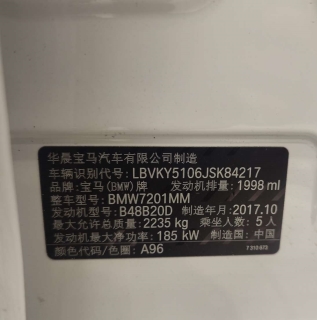 华晨宝马汽车有限公司制造
车辆识别代号: LBVKY5106JSK84217
品牌: 宝马(BMW)牌 发动机排量: 1998 ml
整车型号: BMW7201MM
发动机型号: B48B20D 制造年月: 2017.10
最大允许总质量: 2235 kg 乘坐人数: 5 人
发动机最大净功率: 185 kW 制造国: 中国
颜色代码/色圈: A96 7 310 673